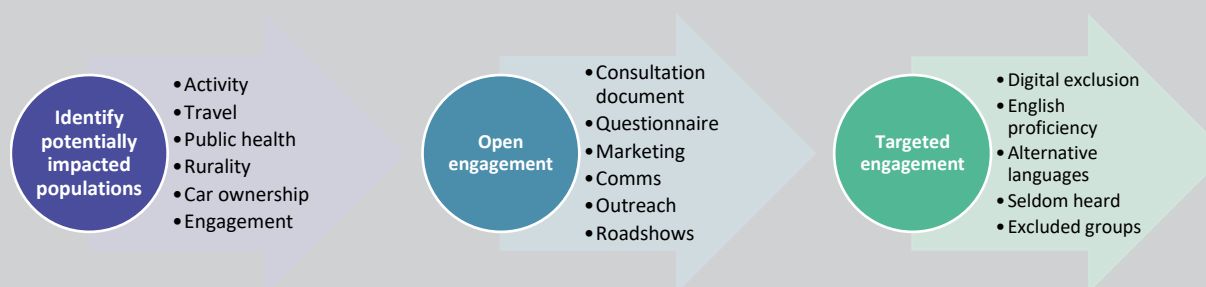 Identify
potentially
impacted
populations
•Activity
•Travel
•Public health
•Rurality
•Car ownership
•Engagement
Open
engagement
•Consultation
document
•Questionnaire
•Marketing
•Comms
•Outreach
•Roadshows
Targeted
engagement
•Digital exclusion
•English
proficiency
•Alternative
languages
•Seldom heard
•Excluded groups